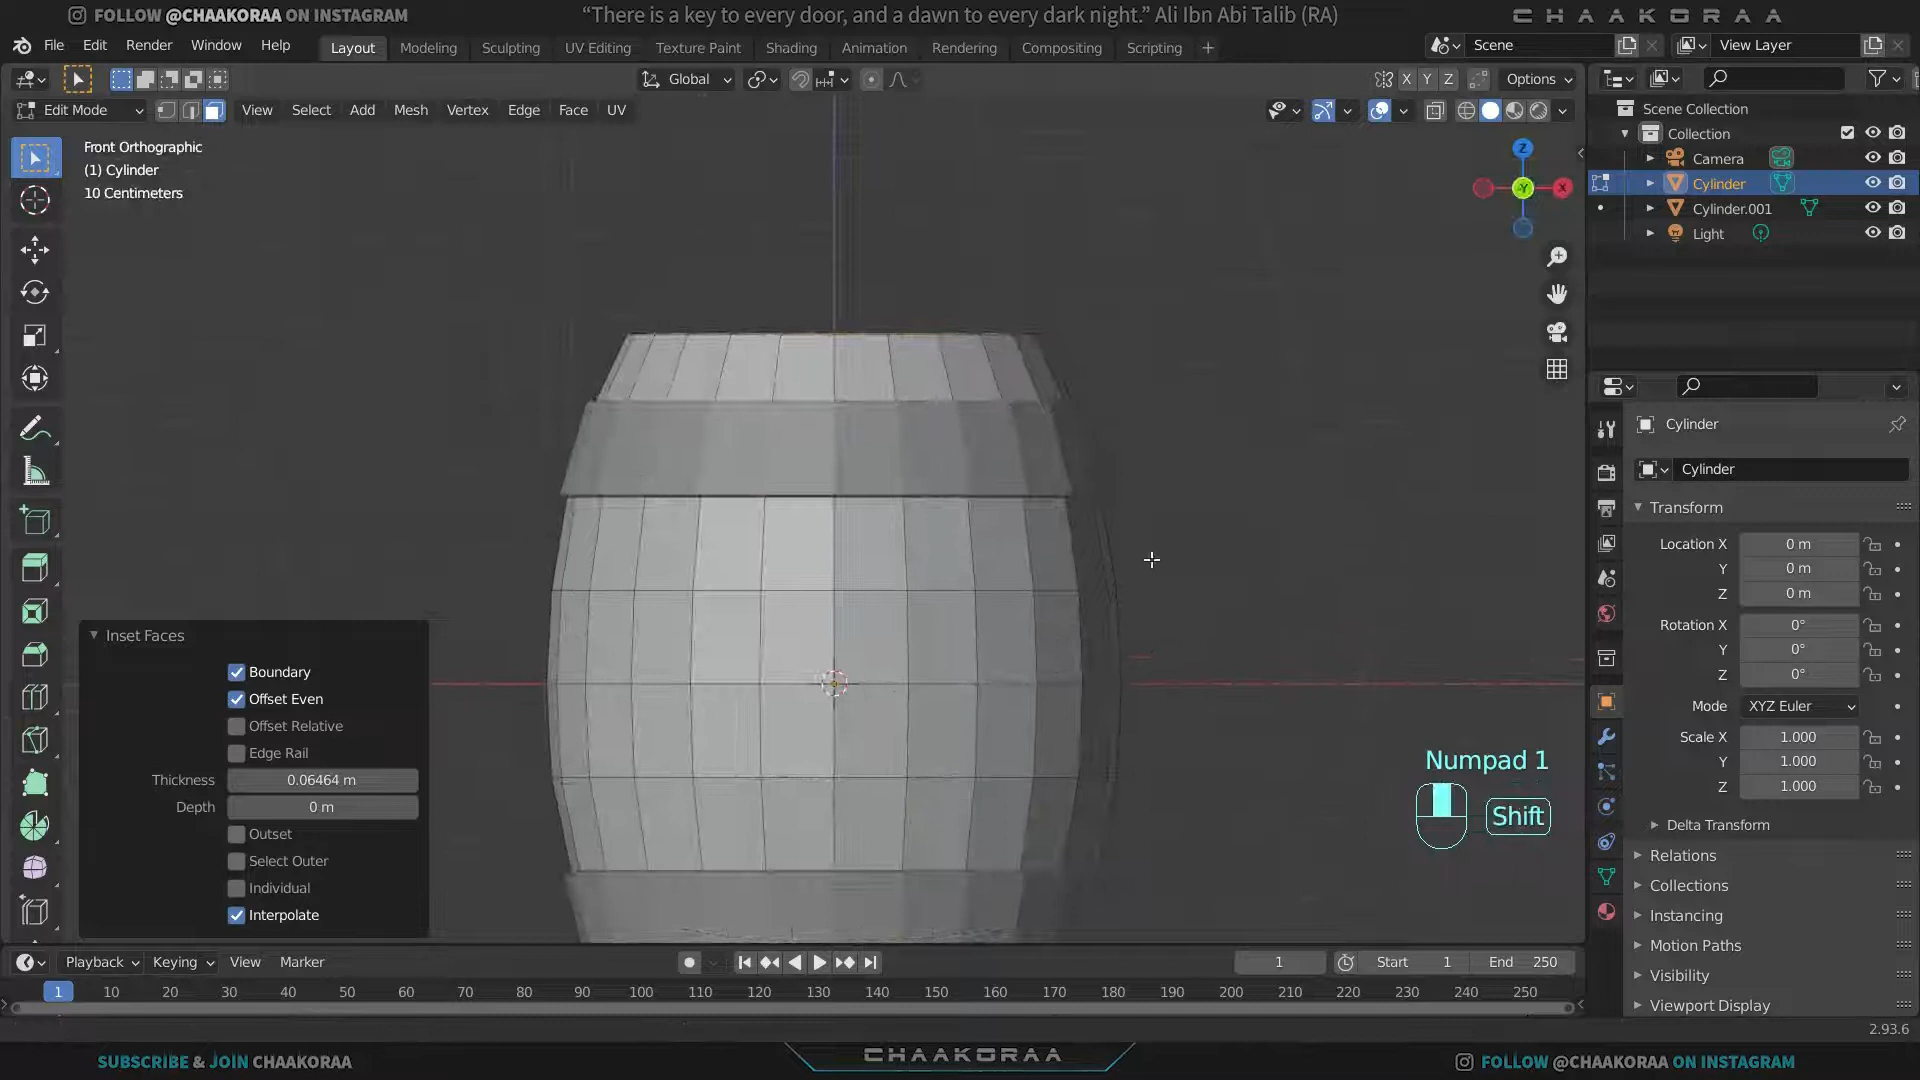 FOLLOW @CHAAKORAA ON INSTAGRAM
“There is a key to every door, and a dawn to every dark night.” Ali Ibn Abi Talib (RA)
CHAAKORAA
File Edit Render Window Help
Layout Modeling Sculpting UV Editing Texture Paint Shading Animation Rendering Compositing Scripting +
Scene
View Layer
Global
X Y Z
Options
Edit Mode
View Select Add Mesh Vertex Edge Face UV
Front Orthographic
(1) Cylinder
10 Centimeters
Z
Y
X
Scene Collection
Collection
Camera
Cylinder
Cylinder.001
Light
Cylinder
Cylinder
Transform
Location X 0 m
Y 0 m
Z 0 m
Rotation X 0°
Y 0°
Z 0°
Mode XYZ Euler
Scale X 1.000
Y 1.000
Z 1.000
Delta Transform
Relations
Collections
Instancing
Motion Paths
Visibility
Viewport Display
Inset Faces
Boundary
Offset Even
Offset Relative
Edge Rail
Thickness 0.06464 m
Depth 0 m
Outset
Select Outer
Individual
Interpolate
Numpad 1
Shift
Playback Keying View Marker
1
Start 1
End 250
1 10 20 30 40 50 60 70 80 90 100 110 120 130 140 150 160 170 180 190 200 210 220 230 240 250
2.93.6
SUBSCRIBE & JOIN CHAAKORAA
CHAAKORAA
FOLLOW @CHAAKORAA ON INSTAGRAM